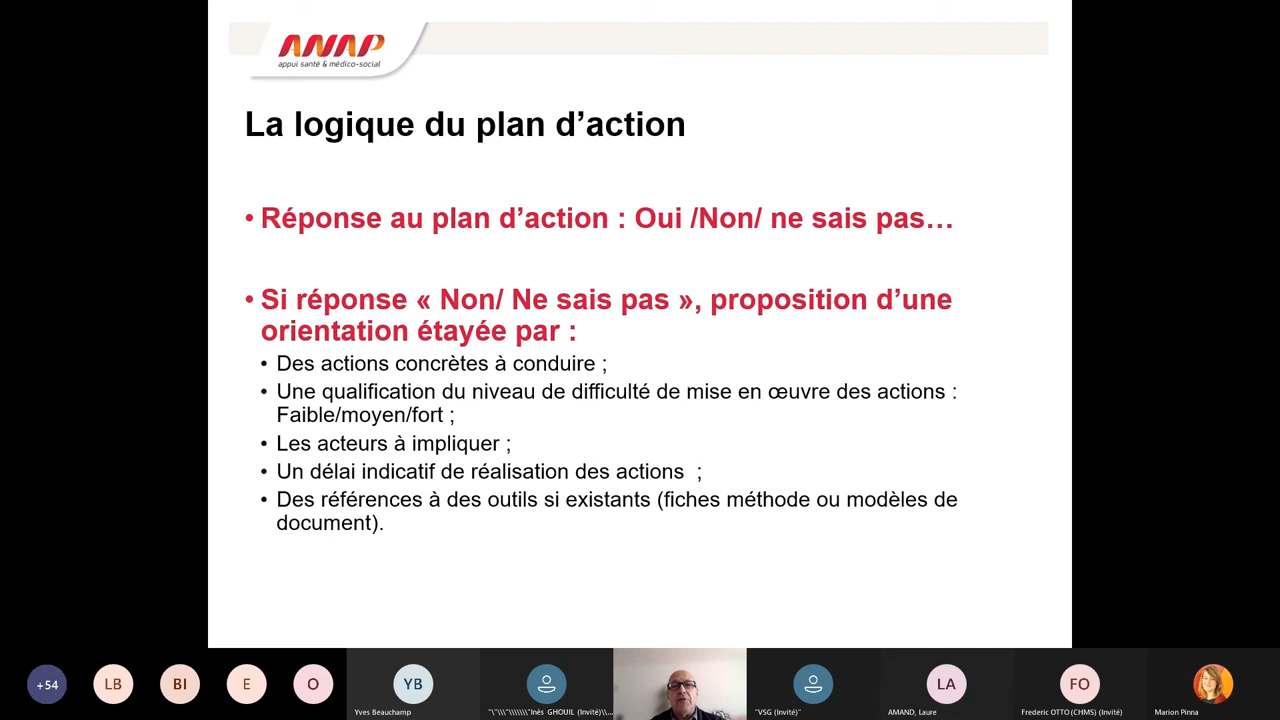 ANAP
appui santé & médico-social
La logique du plan d’action
• Réponse au plan d’action : Oui /Non/ ne sais pas…
• Si réponse « Non/ Ne sais pas », proposition d’une
orientation étayée par :
• Des actions concrètes à conduire ;
• Une qualification du niveau de difficulté de mise en œuvre des actions :
Faible/moyen/fort ;
• Les acteurs à impliquer ;
• Un délai indicatif de réalisation des actions ;
• Des références à des outils si existants (fiches méthode ou modèles de
document).
+54
LB
BI
E
O
YB
LA
FO
Yves Beauchamp
"\"\\\"\\\\\\\"Inès GHOUIL (Invité)\\...
"VSG (Invité)"
AMAND, Laure
Frederic OTTO(CHMS) (Invité)
Marion Pinna